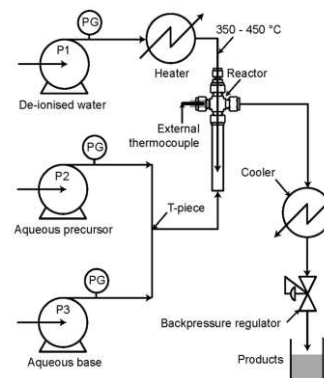 PG
350 - 450 °C
P1
Heater
Reactor
De-ionised water
External
thermocouple
PG
Cooler
P2
T-piece
Aqueous precursor
PG
P3
Backpressure regulator
Aqueous base
Products